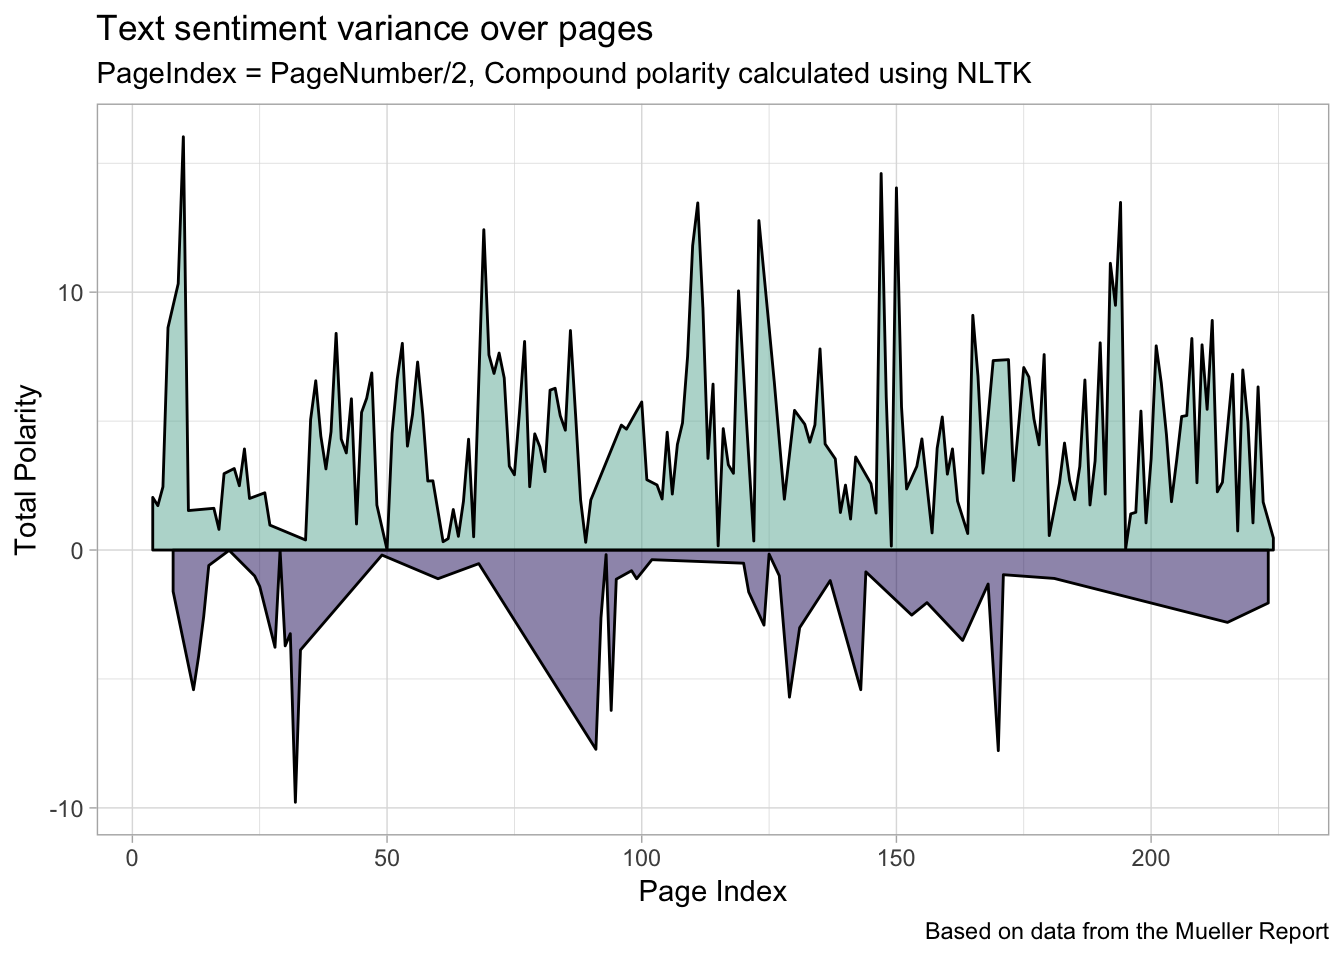 Text sentiment variance over pages
PageIndex = PageNumber/2, Compound polarity calculated using NLTK
Total Polarity
10
0
-10
0
50
100
150
200
Page Index
Based on data from the Mueller Report